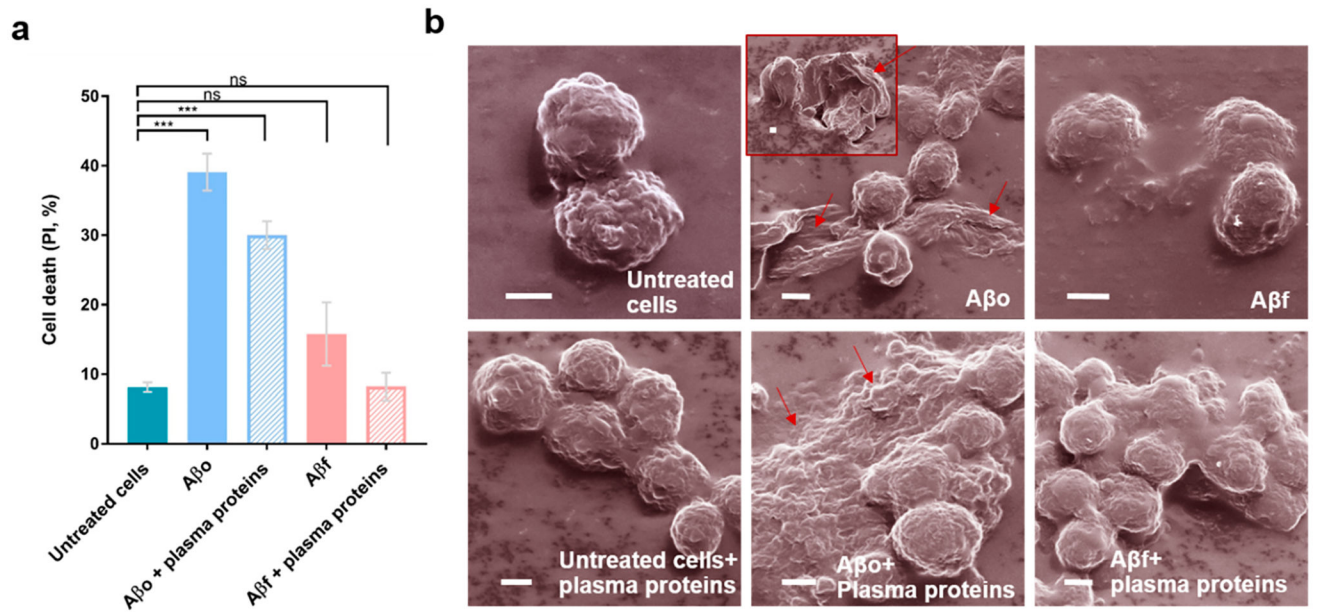 a
b
ns
ns
***
***
50
40
30
20
10
0
Cell death (PI, %)
Untreated cells
Aβo
Aβo + plasma proteins
Aβf
Aβf + plasma proteins
Untreated
cells
Aβo
Aβf
Untreated cells+
plasma proteins
Aβo+
Plasma proteins
Aβf+
plasma proteins